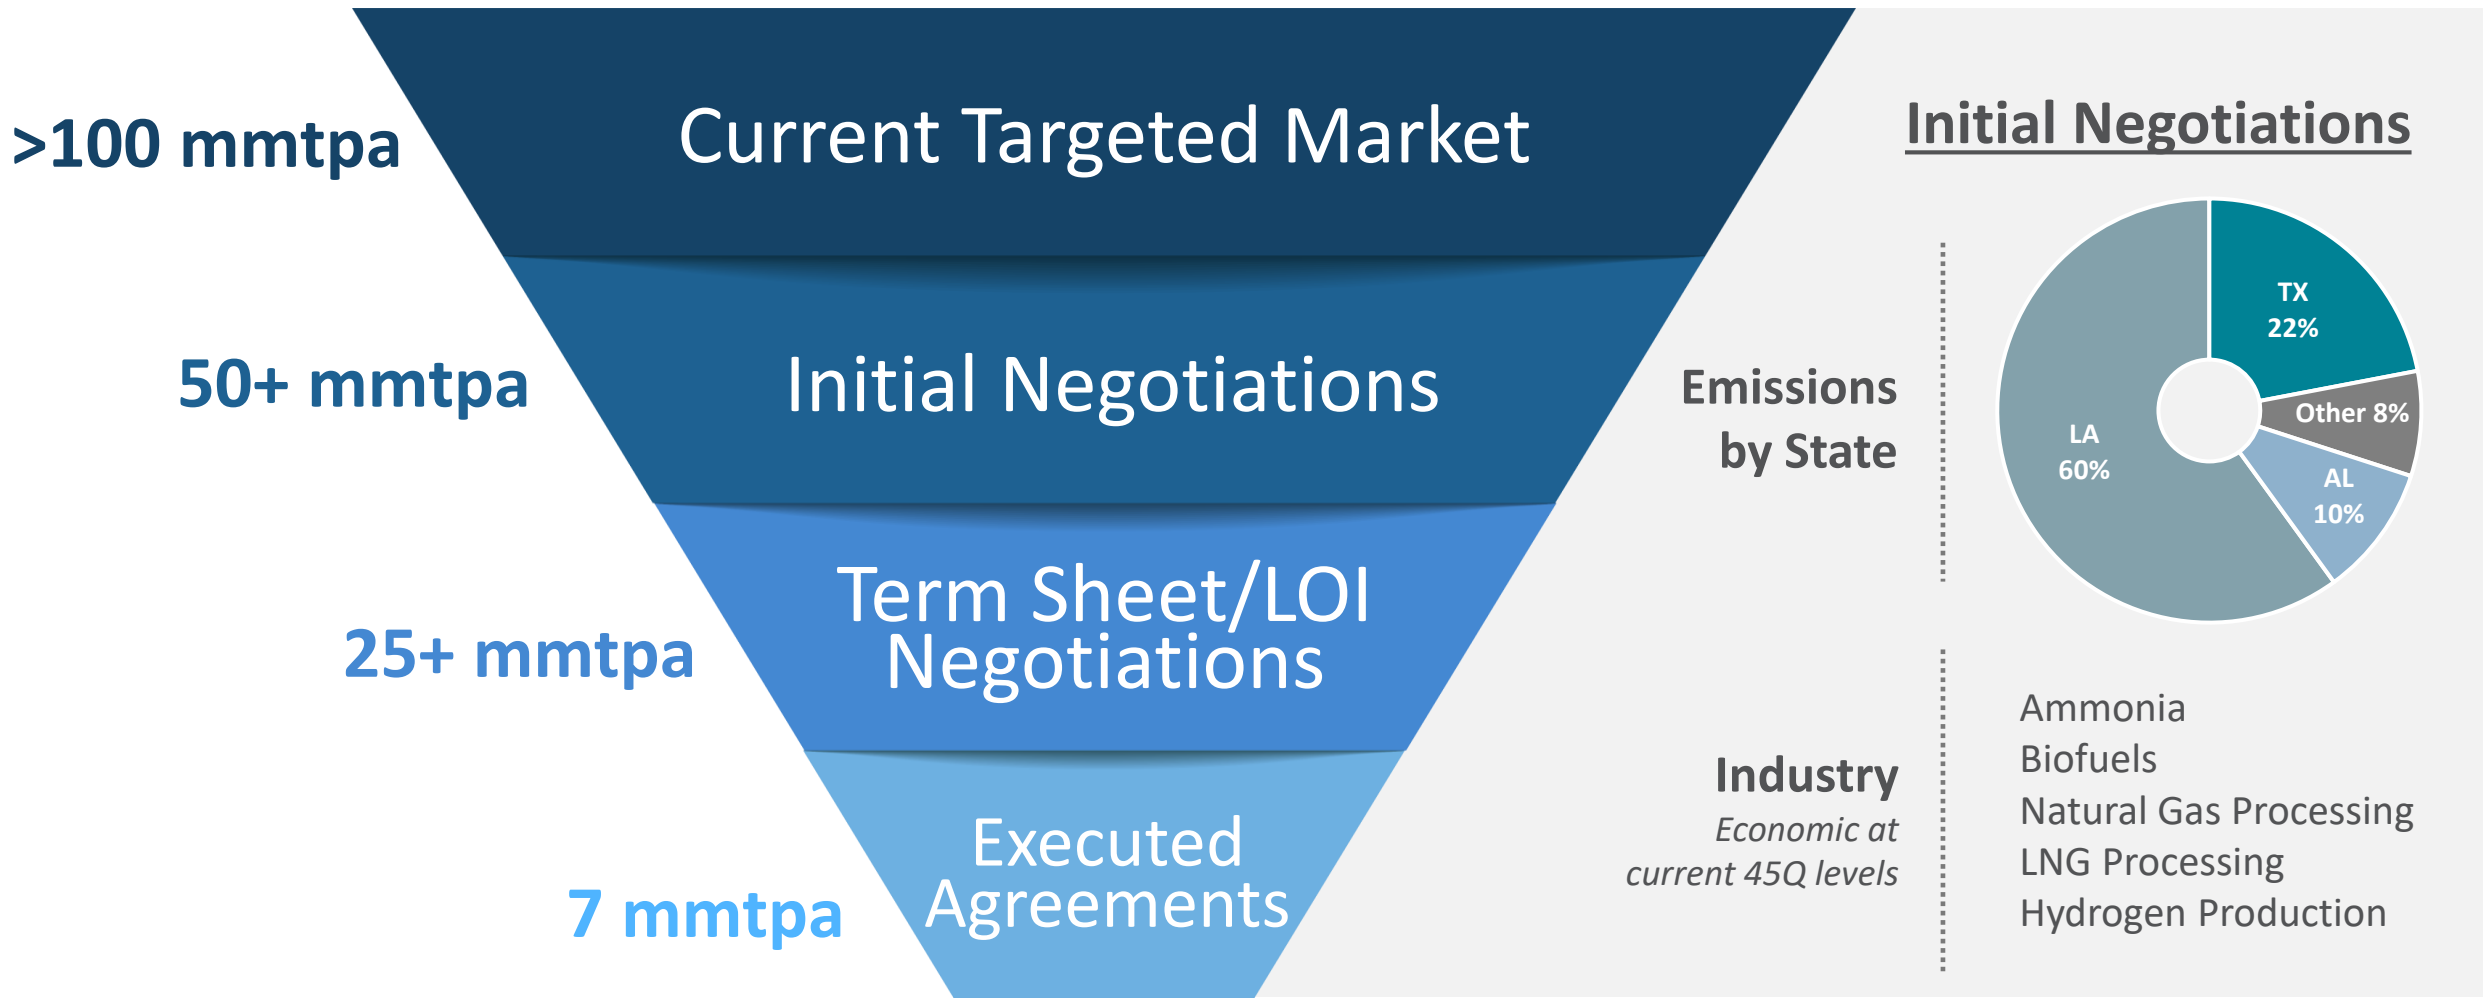 >100 mmtpa
Current Targeted Market
50+ mmtpa
Initial Negotiations
25+ mmtpa
Term Sheet/LOI
Negotiations
7 mmtpa
Executed
Agreements
Initial Negotiations
Emissions
by State
TX
22%
Other 8%
AL
10%
LA
60%
Industry
Economic at
current 45Q levels
Ammonia
Biofuels
Natural Gas Processing
LNG Processing
Hydrogen Production